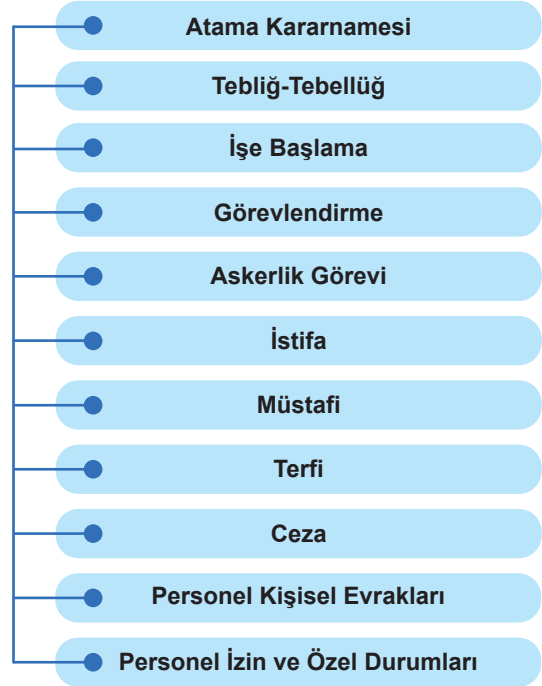 Atama Kararnamesi
Tebliğ-Tebellüğ
İşe Başlama
Görevlendirme
Askerlik Görevi
İstifa
Müstafi
Terfi
Ceza
Personel Kişisel Evrakları
Personel İzin ve Özel Durumları